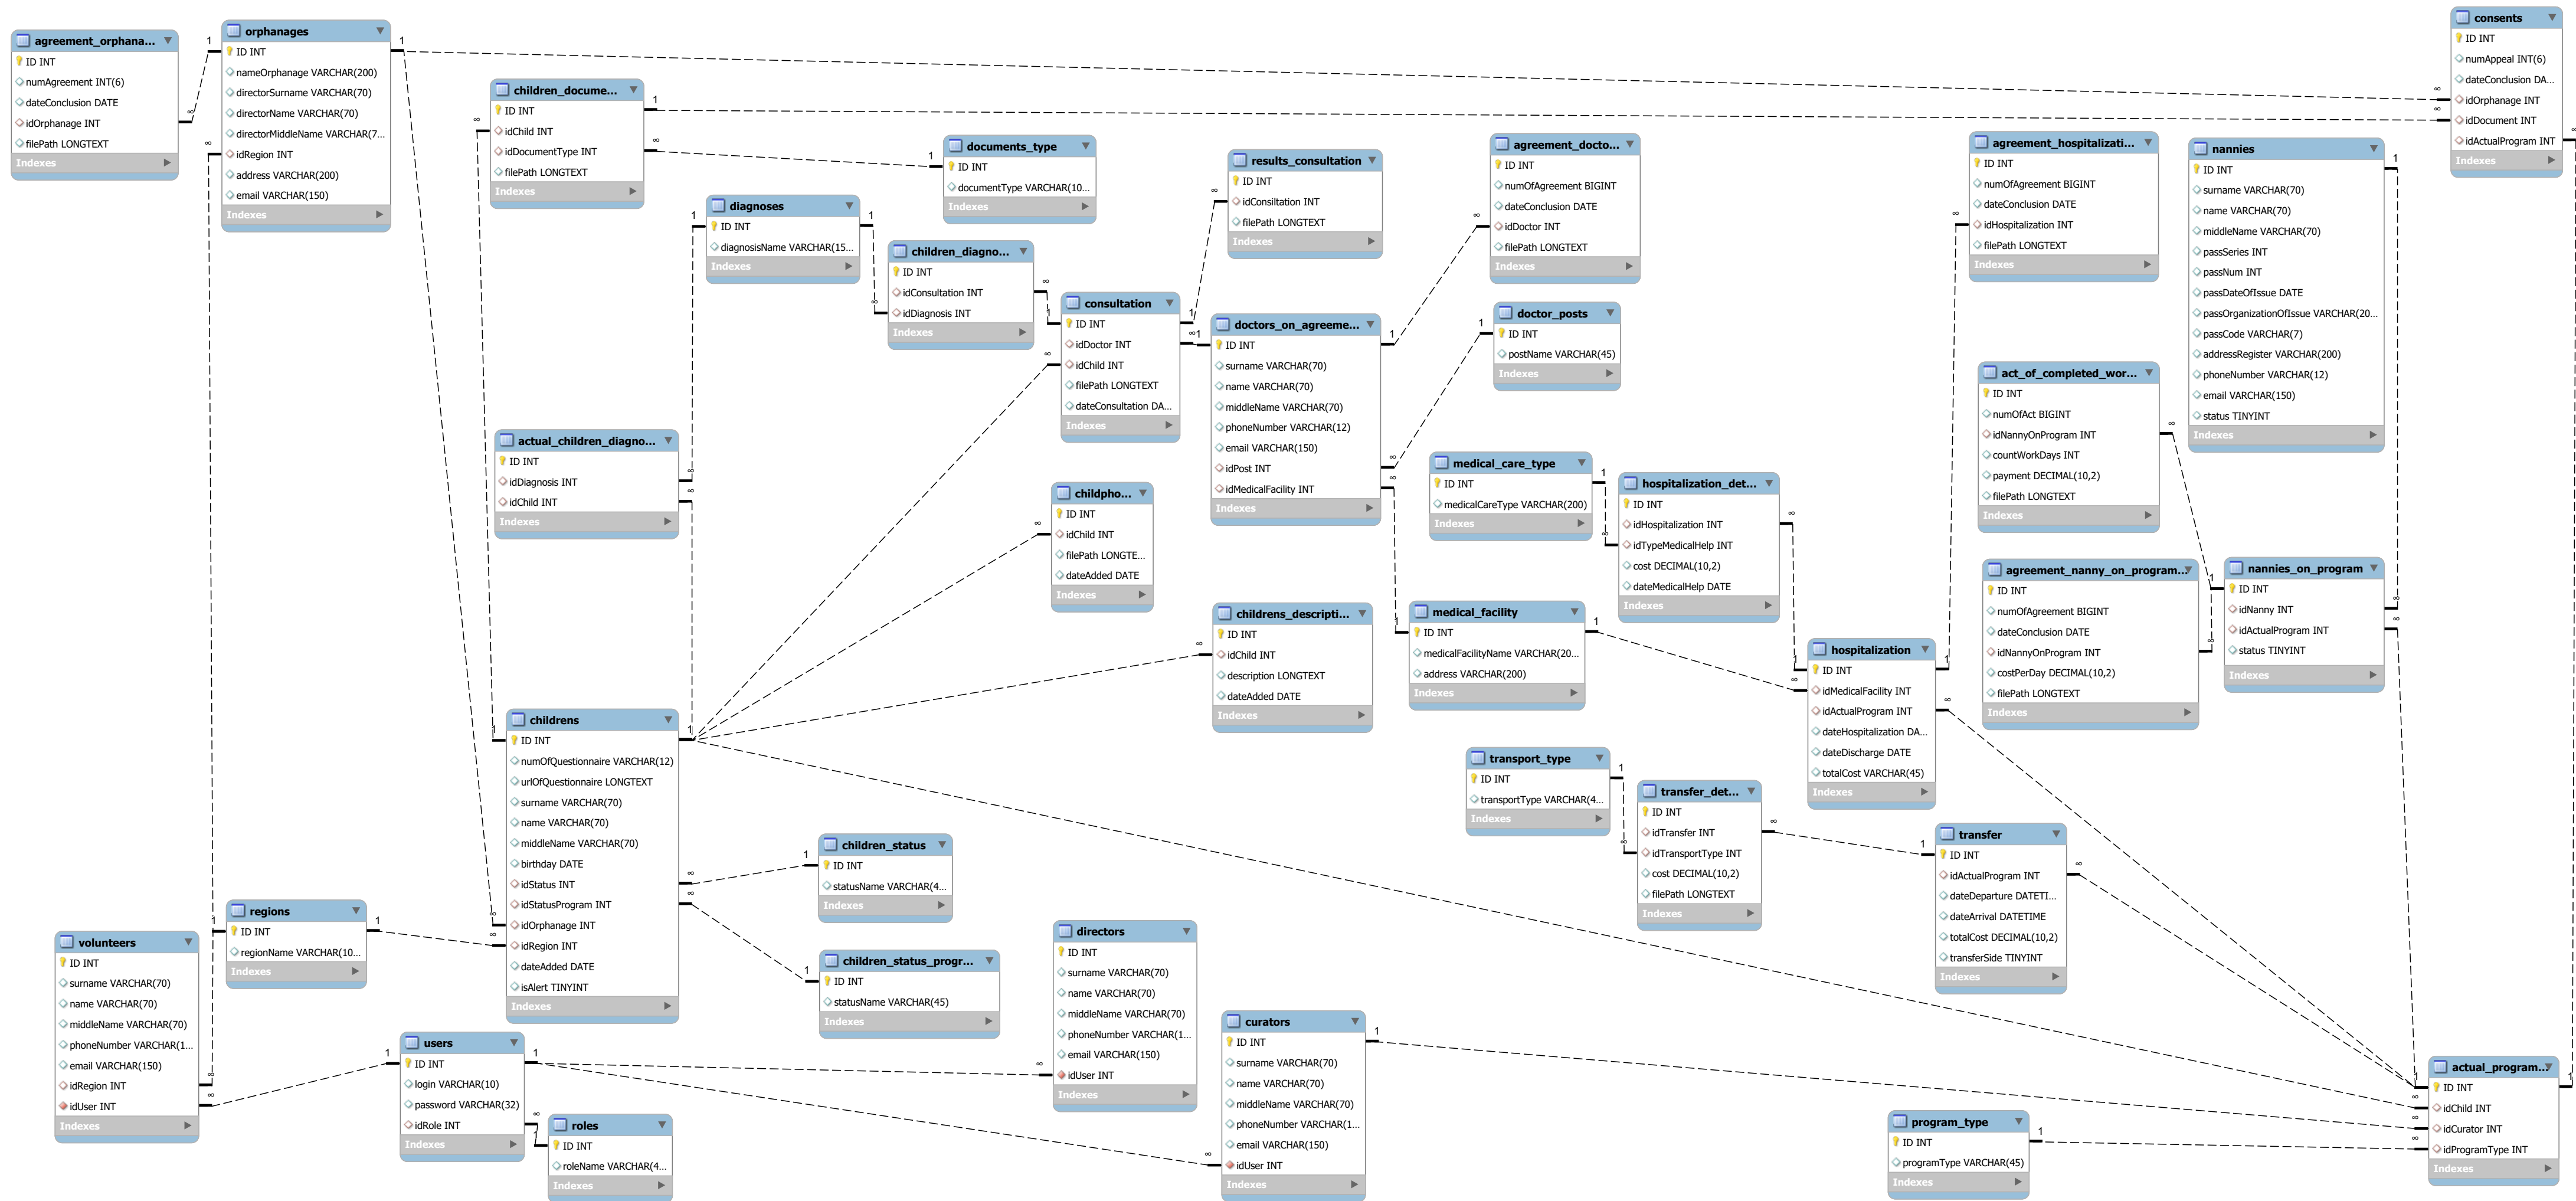 agreement_orphana...
ID INT
numAgreement INT(6)
dateConclusion DATE
idOrphanage INT
filePath LONGTEXT
Indexes
orphanages
ID INT
nameOrphanage VARCHAR(200)
directorSurname VARCHAR(70)
directorName VARCHAR(70)
directorMiddleName VARCHAR(7...
idRegion INT
address VARCHAR(200)
email VARCHAR(150)
Indexes
children_docume...
ID INT
idChild INT
idDocumentType INT
filePath LONGTEXT
Indexes
documents_type
ID INT
documentType VARCHAR(10...
Indexes
diagnoses
ID INT
diagnosisName VARCHAR(15...
Indexes
children_diagno...
ID INT
idConsultation INT
idDiagnosis INT
Indexes
consultation
ID INT
idDoctor INT
idChild INT
filePath LONGTEXT
dateConsultation DA...
Indexes
results_consultation
ID INT
idConsiltation INT
filePath LONGTEXT
Indexes
doctors_on_agreeme...
ID INT
surname VARCHAR(70)
name VARCHAR(70)
middleName VARCHAR(70)
phoneNumber VARCHAR(12)
email VARCHAR(150)
idPost INT
idMedicalFacility INT
Indexes
agreement_docto...
ID INT
numOfAgreement BIGINT
dateConclusion DATE
idDoctor INT
filePath LONGTEXT
Indexes
doctor_posts
ID INT
postName VARCHAR(45)
Indexes
agreement_hospitalizati...
ID INT
numOfAgreement BIGINT
dateConclusion DATE
idHospitalization INT
filePath LONGTEXT
Indexes
nannies
ID INT
surname VARCHAR(70)
name VARCHAR(70)
middleName VARCHAR(70)
passSeries INT
passNum INT
passDateOfIssue DATE
passOrganizationOfIssue VARCHAR(20...
passCode VARCHAR(7)
addressRegister VARCHAR(200)
phoneNumber VARCHAR(12)
email VARCHAR(150)
status TINYINT
Indexes
consents
ID INT
numAppeal INT(6)
dateConclusion DA...
idOrphanage INT
idDocument INT
idActualProgram INT
Indexes
actual_children_diagno...
ID INT
idDiagnosis INT
idChild INT
Indexes
childpho...
ID INT
idChild INT
filePath LONGTE...
dateAdded DATE
Indexes
medical_care_type
ID INT
medicalCareType VARCHAR(200)
Indexes
hospitalization_det...
ID INT
idHospitalization INT
idTypeMedicalHelp INT
cost DECIMAL(10,2)
dateMedicalHelp DATE
Indexes
act_of_completed_wor...
ID INT
numOfAct BIGINT
idNannyOnProgram INT
countWorkDays INT
payment DECIMAL(10,2)
filePath LONGTEXT
Indexes
agreement_nanny_on_program...
ID INT
numOfAgreement BIGINT
dateConclusion DATE
idNannyOnProgram INT
costPerDay DECIMAL(10,2)
filePath LONGTEXT
Indexes
nannies_on_program
ID INT
idNanny INT
idActualProgram INT
status TINYINT
Indexes
childrens_descripti...
ID INT
idChild INT
description LONGTEXT
dateAdded DATE
Indexes
medical_facility
ID INT
medicalFacilityName VARCHAR(20...
address VARCHAR(200)
Indexes
hospitalization
ID INT
idMedicalFacility INT
idActualProgram INT
dateHospitalization DA...
dateDischarge DATE
totalCost VARCHAR(45)
Indexes
childrens
ID INT
numOfQuestionnaire VARCHAR(12)
urlOfQuestionnaire LONGTEXT
surname VARCHAR(70)
name VARCHAR(70)
middleName VARCHAR(70)
birthday DATE
idStatus INT
idStatusProgram INT
idOrphanage INT
idRegion INT
dateAdded DATE
isAlert TINYINT
Indexes
transport_type
ID INT
transportType VARCHAR(4...
Indexes
transfer_det...
ID INT
idTransfer INT
idTransportType INT
cost DECIMAL(10,2)
filePath LONGTEXT
Indexes
transfer
ID INT
idActualProgram INT
dateDeparture DATETI...
dateArrival DATETIME
totalCost DECIMAL(10,2)
transferSide TINYINT
Indexes
children_status
ID INT
statusName VARCHAR(4...
Indexes
children_status_progr...
ID INT
statusName VARCHAR(45)
Indexes
regions
ID INT
regionName VARCHAR(10...
Indexes
volunteers
ID INT
surname VARCHAR(70)
name VARCHAR(70)
middleName VARCHAR(70)
phoneNumber VARCHAR(1...
email VARCHAR(150)
idRegion INT
idUser INT
Indexes
users
ID INT
login VARCHAR(10)
password VARCHAR(32)
idRole INT
Indexes
roles
ID INT
roleName VARCHAR(4...
Indexes
directors
ID INT
surname VARCHAR(70)
name VARCHAR(70)
middleName VARCHAR(70)
phoneNumber VARCHAR(1...
email VARCHAR(150)
idUser INT
Indexes
curators
ID INT
surname VARCHAR(70)
name VARCHAR(70)
middleName VARCHAR(70)
phoneNumber VARCHAR(1...
email VARCHAR(150)
idUser INT
Indexes
program_type
ID INT
programType VARCHAR(45)
Indexes
actual_program...
ID INT
idChild INT
idCurator INT
idProgramType INT
Indexes